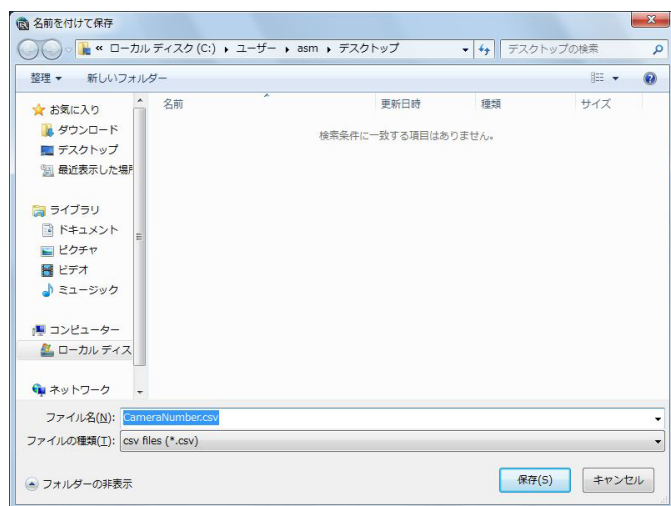 名前を付けて保存
« ローカル ディスク (C:) ▸ ユーザー ▸ asm ▸ デスクトップ
デスクトップの検索
整理 ▾ 新しいフォルダー
お気に入り
ダウンロード
デスクトップ
最近表示した場所
ライブラリ
ドキュメント
ピクチャ
ビデオ
ミュージック
コンピューター
ローカル ディス
ネットワーク
名前 更新日時 種類 サイズ
検索条件に一致する項目はありません。
ファイル名(N): CameraNumber.csv
ファイルの種類(T): csv files (*.csv)
フォルダーの非表示
保存(S) キャンセル